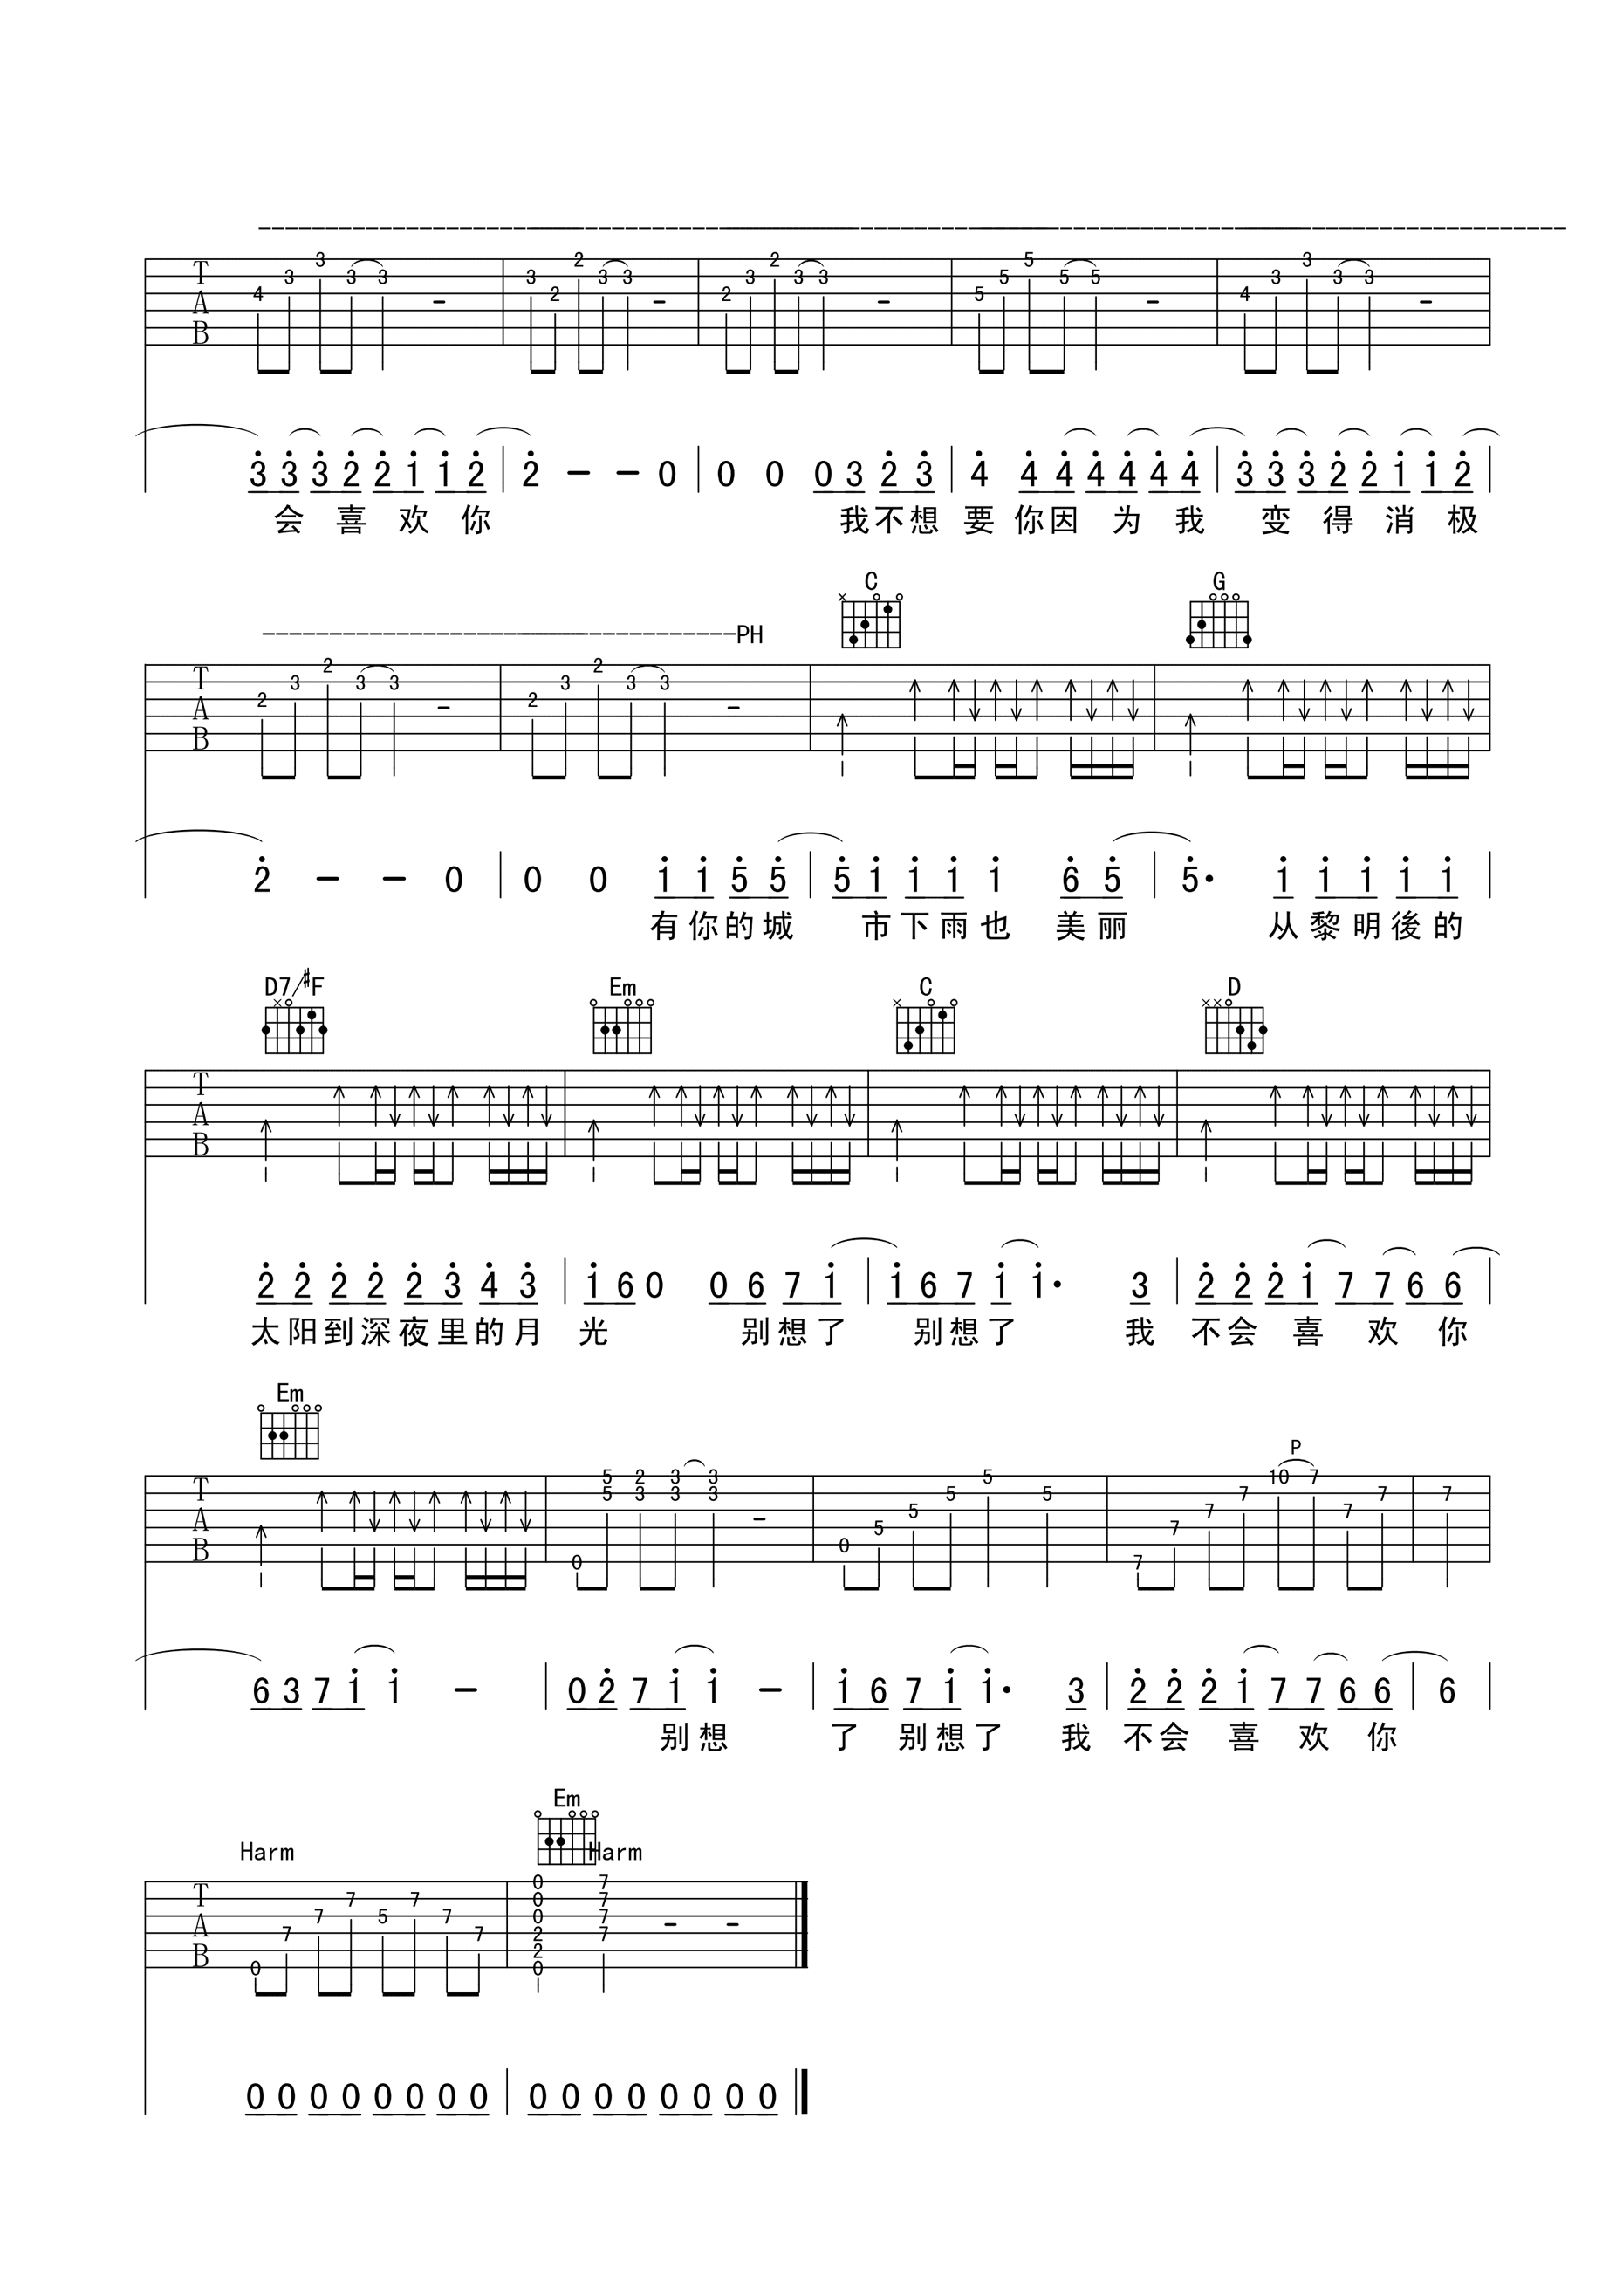 T 4 3 3 3 3 - 3 2 2 3 3 - 2 3 2 3 3 - 5 5 5 5 5 - 4 3 3 3 3 -
A
B
3 3 3 2 2 1 1 2 | 2 - - 0 | 0 0 0 3 2 3 | 4 4 4 4 4 4 4 | 3 3 3 2 2 1 1 2 |
会 喜 欢 你 我 不 想 要 你 因 为 我 变 得 消 极
C G
PH
T 2 3 2 3 3 - 2 3 2 3 3 -
A
B
2 - - 0 | 0 0 1 1 5 5 | 5 1 1 1 1 6 5 | 5· 1 1 1 1 1 |
有 你 的 城 市 下 雨 也 美 丽 从 黎 明 後 的
D7/#F Em C D
T
A
B
2 2 2 2 2 3 4 3 | 1 6 0 0 6 7 1 | 1 6 7 1 1· 3 | 2 2 2 1 7 7 6 6 |
太 阳 到 深 夜 里 的 月 光 别 想 了 别 想 了 我 不 会 喜 欢 你
Em
P
T 5 2 3 3 5 10 7
5 3 3 3 - 5 5 7 7 7
A 5 7 7
5 7
B 0
0 7
6 3 7 1 1 - | 0 2 7 1 1 - | 1 6 7 1 1· 3 | 2 2 2 1 7 7 6 6 | 6 |
别 想 了 别 想 了 我 不 会 喜 欢 你
Em
Harm Harm
T 0 7
7 0 7
A 7 5 7 7 0 7 - -
7 7 2 7
B 2
0 0
0 0 0 0 0 0 0 0 | 0 0 0 0 0 0 0 0